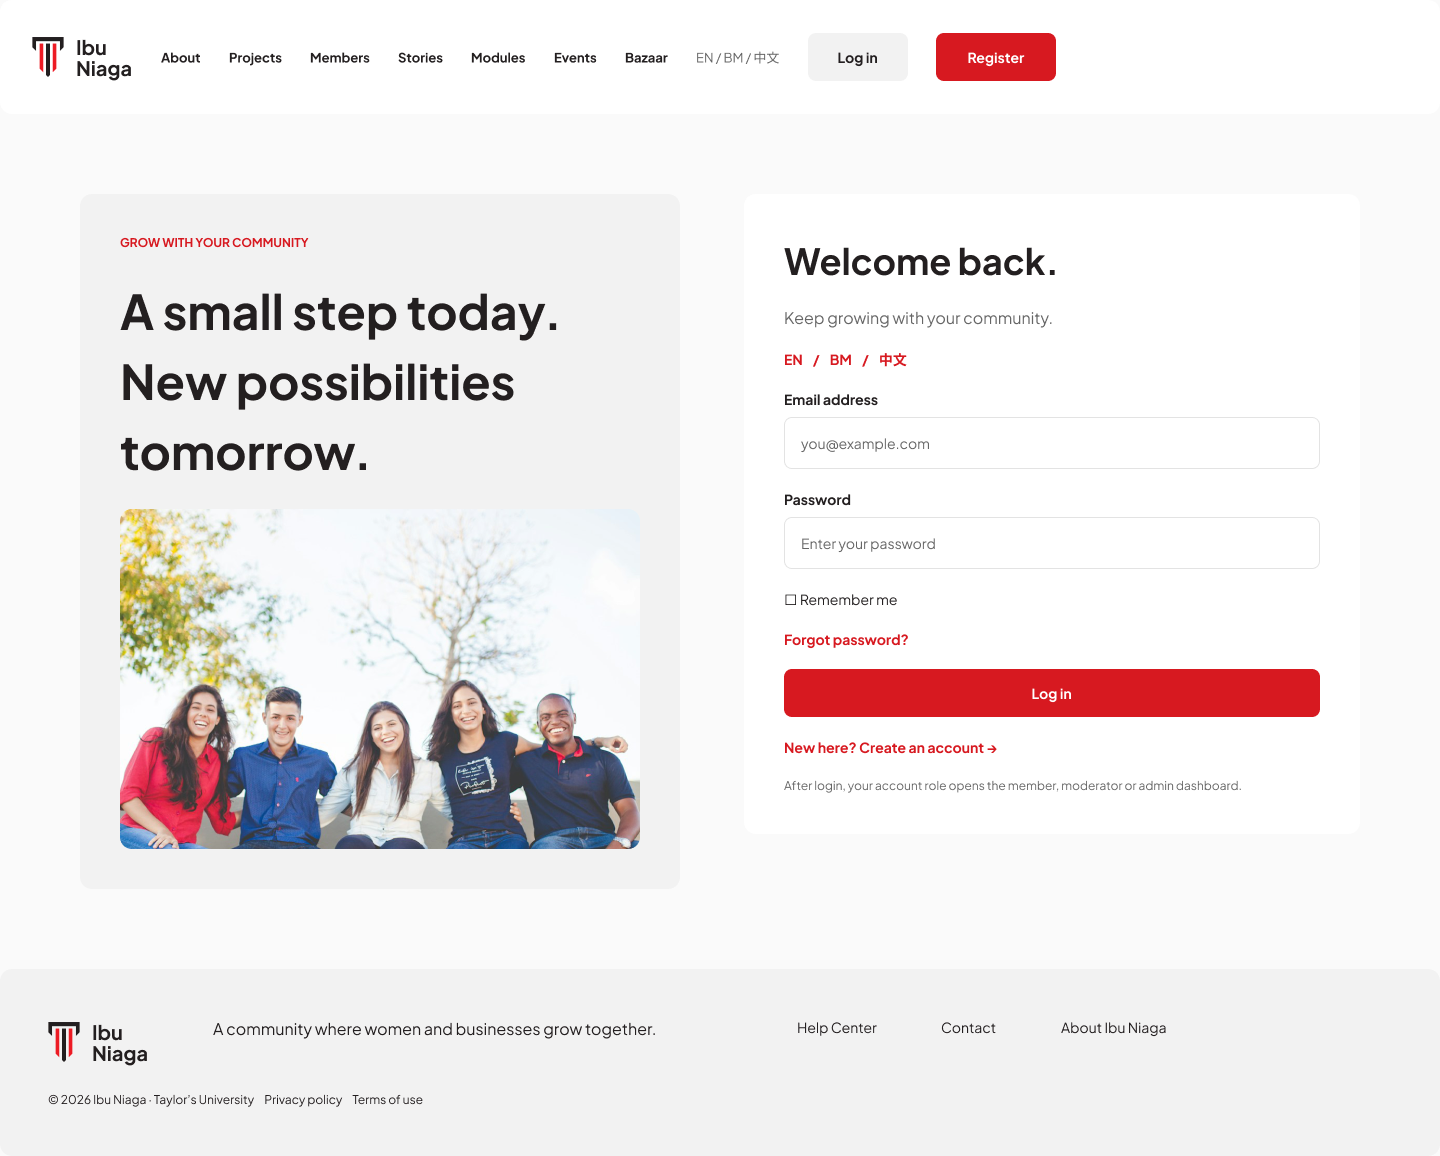 Ibu
Niaga
About
Projects
Members
Stories
Modules
Events
Bazaar
EN / BM / 中文
Log in
Register
GROW WITH YOUR COMMUNITY
A small step today.
New possibilities
tomorrow.
Welcome back.
Keep growing with your community.
EN / BM / 中文
Email address
you@example.com
Password
Enter your password
☐ Remember me
Forgot password?
Log in
New here? Create an account →
After login, your account role opens the member, moderator or admin dashboard.
Ibu
Niaga
A community where women and businesses grow together.
Help Center
Contact
About Ibu Niaga
© 2026 Ibu Niaga · Taylor's University
Privacy policy
Terms of use